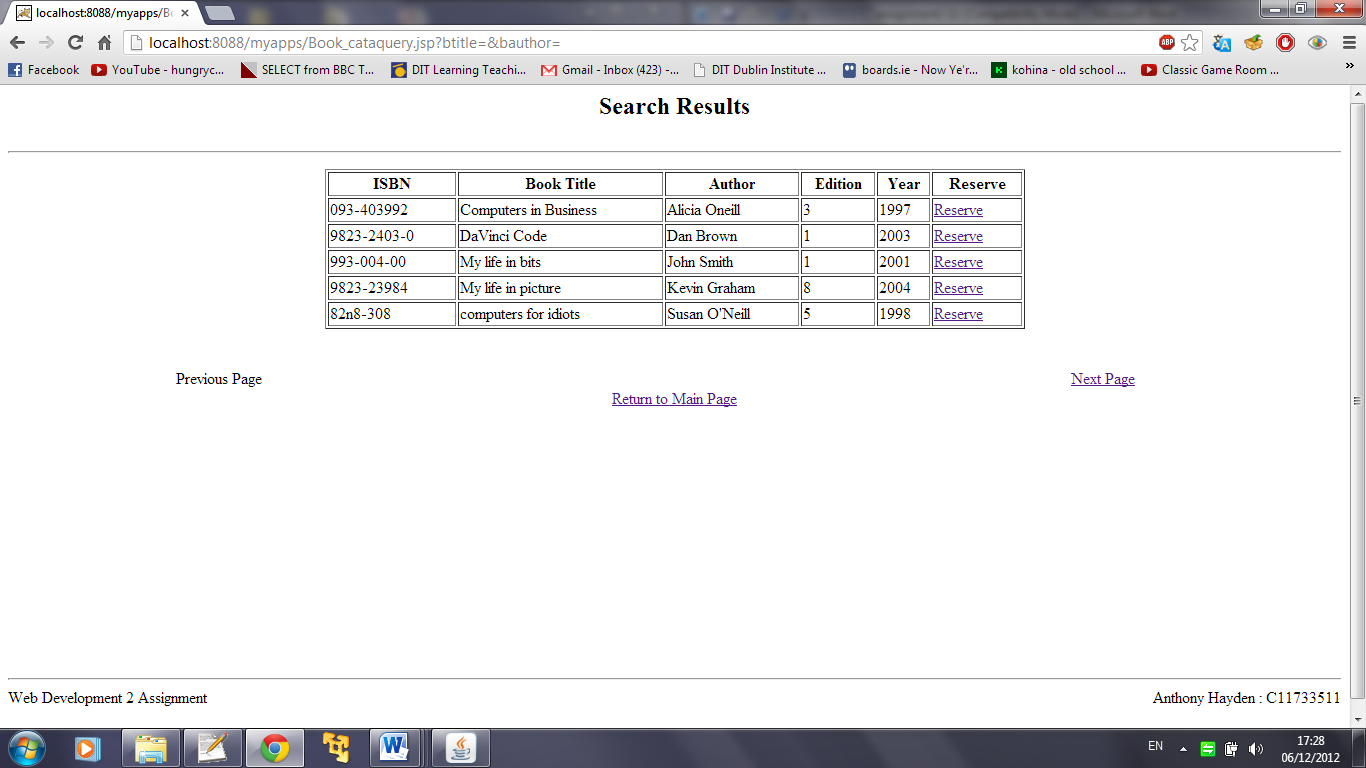 localhost:8088/myapps/Bo
localhost:8088/myapps/Book_cataquery.jsp?btitle=&bauthor=
ABP
Facebook YouTube - hungryc... SELECT from BBC T... DIT Learning Teachi... Gmail - Inbox (423) -... DIT Dublin Institute ... boards.ie - Now Ye'r... kohina - old school ... Classic Game Room ... »
Search Results
ISBN Book Title Author Edition Year Reserve
093-403992 Computers in Business Alicia Oneill 3 1997 Reserve
9823-2403-0 DaVinci Code Dan Brown 1 2003 Reserve
993-004-00 My life in bits John Smith 1 2001 Reserve
9823-23984 My life in picture Kevin Graham 8 2004 Reserve
82n8-308 computers for idiots Susan O'Neill 5 1998 Reserve
Previous Page Next Page
Return to Main Page
Web Development 2 Assignment Anthony Hayden : C11733511
EN 17:28
06/12/2012